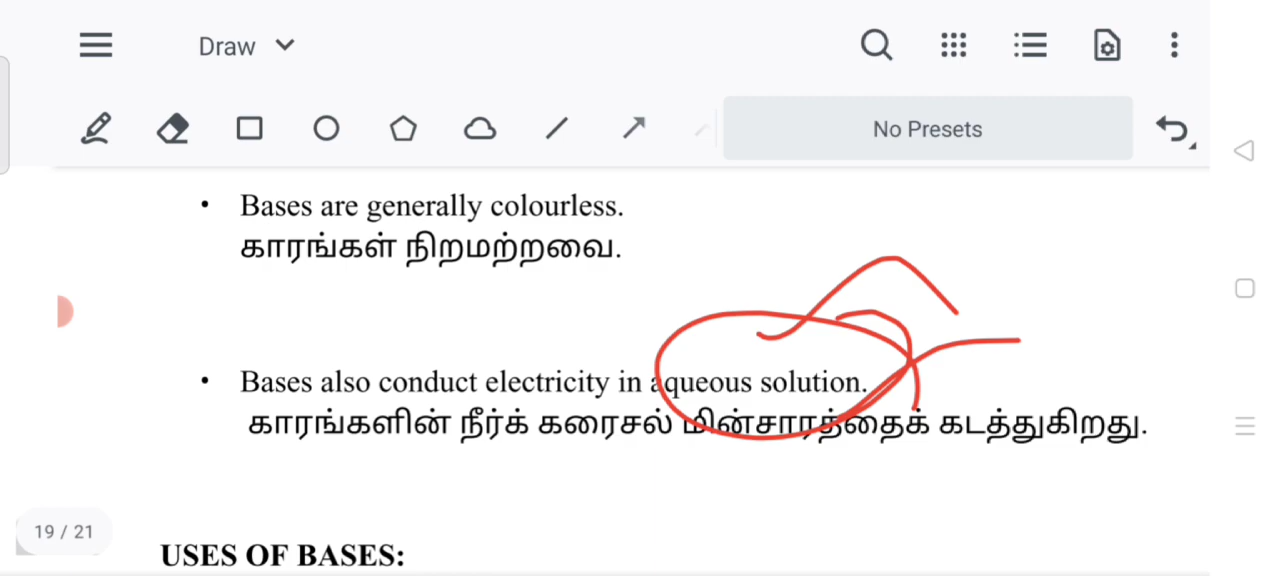 Draw
No Presets
• Bases are generally colourless.
காரங்கள் நிறமற்றவை.
• Bases also conduct electricity in aqueous solution.
காரங்களின் நீர்க் கரைசல் மின்சாரத்தைக் கடத்துகிறது.
19 / 21
USES OF BASES: